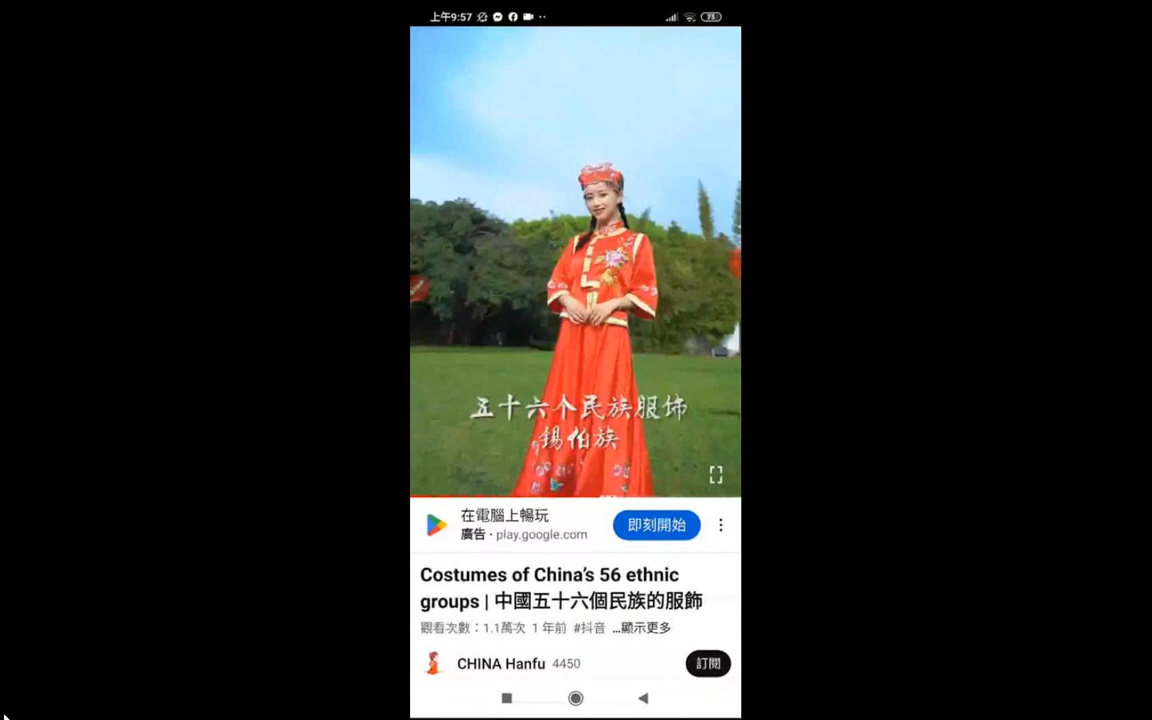 上午9:57
73
五十六个民族服饰
錫伯族
在電腦上暢玩
廣告 · play.google.com
即刻開始
Costumes of China’s 56 ethnic
groups | 中國五十六個民族的服飾
觀看次數：1.1萬次 1 年前 #抖音 ...顯示更多
CHINA Hanfu 4450
訂閱